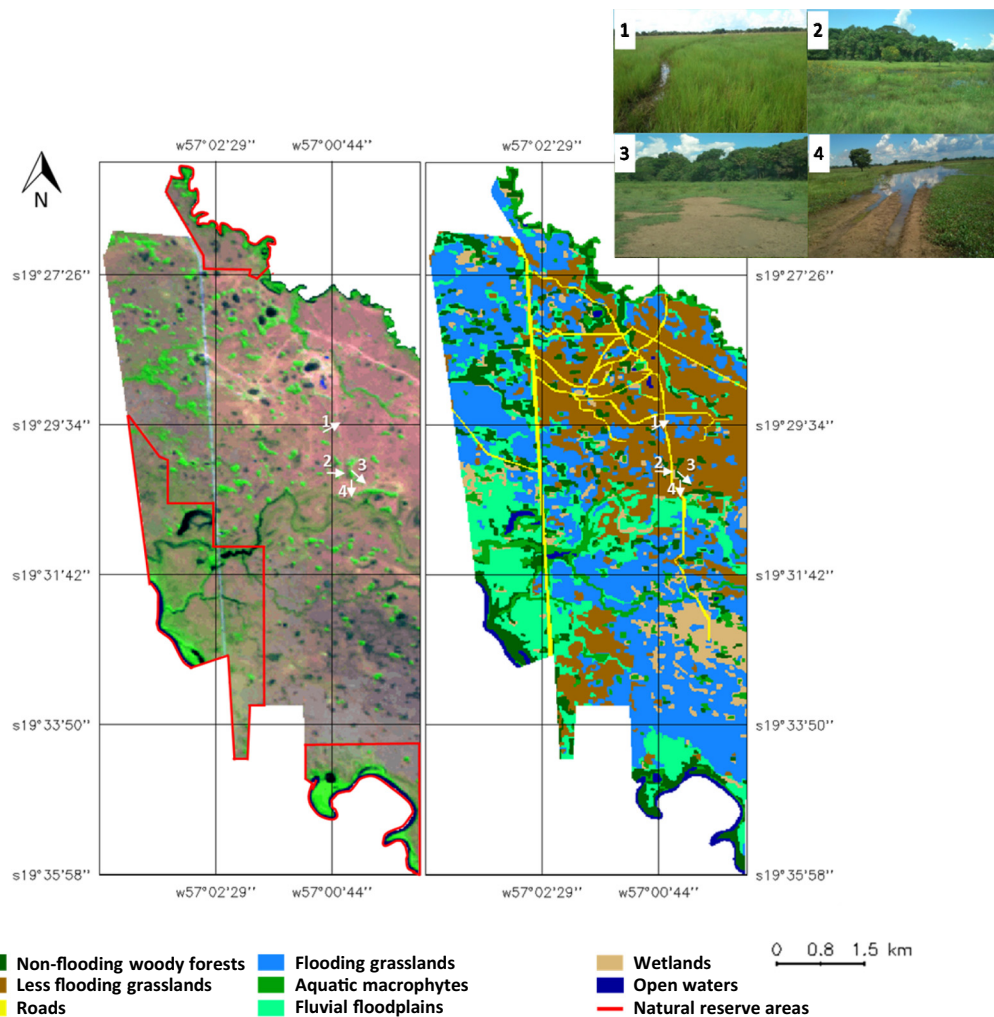 1
2
3
4
w57°02'29''
w57°00'44''
w57°02'29''
N
s19°27'26''
s19°27'26''
s19°29'34''
s19°29'34''
1
2
3
4
1
2
3
4
s19°31'42''
s19°31'42''
s19°33'50''
s19°33'50''
s19°35'58''
s19°35'58''
w57°02'29''
w57°00'44''
w57°02'29''
w57°00'44''
Non-flooding woody forests
Flooding grasslands
Wetlands
0 0.8 1.5 km
Less flooding grasslands
Aquatic macrophytes
Open waters
Roads
Fluvial floodplains
Natural reserve areas